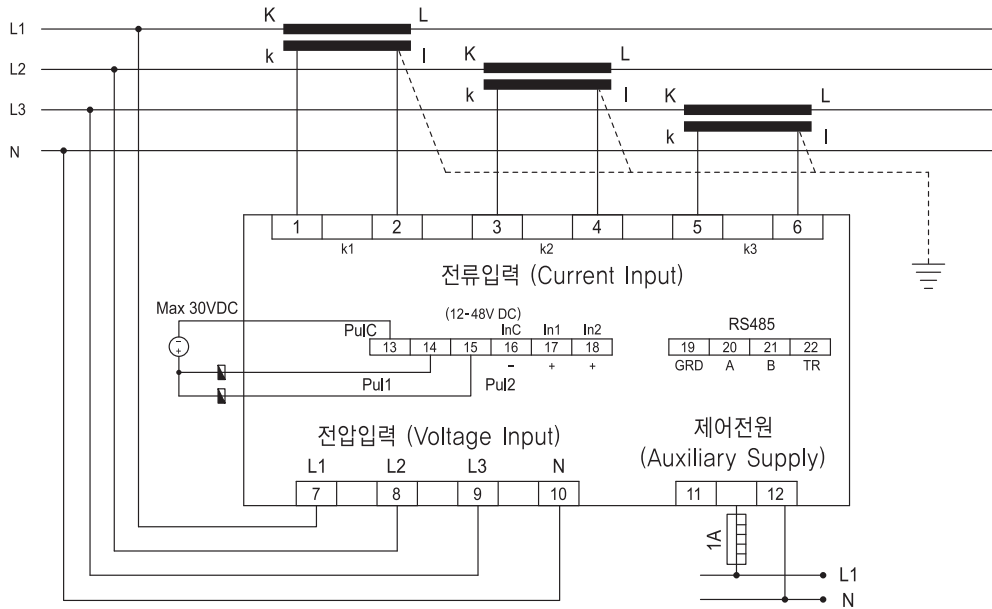 K L
L1
k l
K L
L2
k l
K L
L3
k l
N
1 2 3 4 5 6
k1 k2 k3
전류입력 (Current Input)
Max 30VDC
(12-48V DC)
PulC InC In1 In2
RS485
13 14 15 16 17 18
19 20 21 22
- + +
GRD A B TR
- +
Pul1 Pul2
전압입력 (Voltage Input)
제어전원
(Auxiliary Supply)
L1 L2 L3 N
7 8 9 10
11 12
1A
L1
N